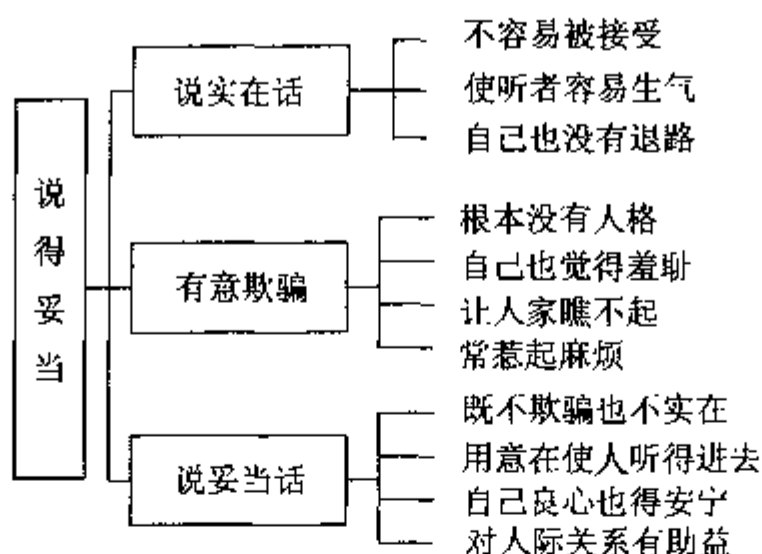 说得妥当
说实在话
不容易被接受
使听者容易生气
自己也没有退路
有意欺骗
根本没有人格
自己也觉得羞耻
让人家瞧不起
常惹起麻烦
说妥当话
既不欺骗也不实在
用意在使人听得进去
自己良心也得安宁
对人际关系有助益